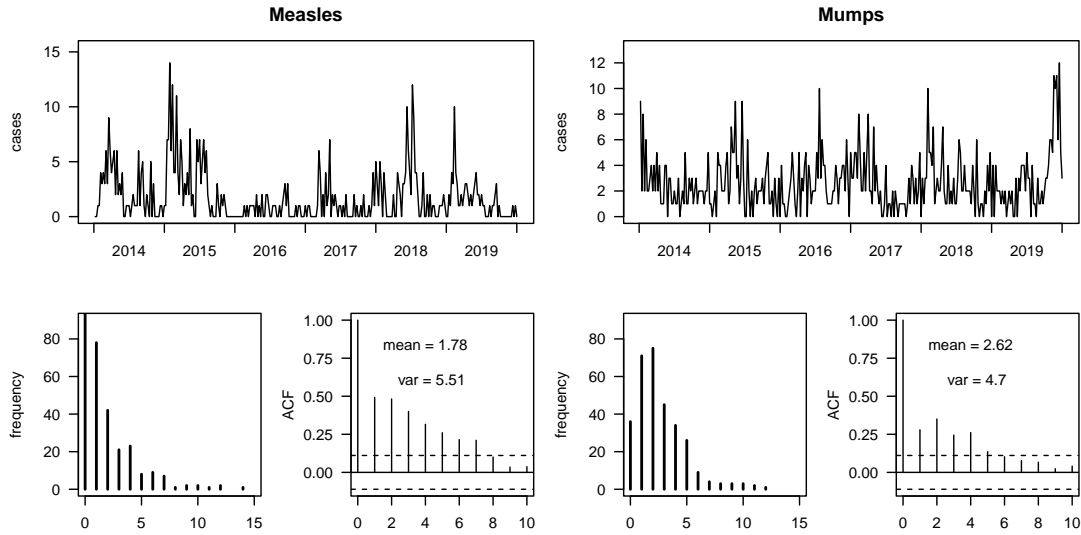 Measles
cases
0
5
10
15
2014 2015 2016 2017 2018 2019
Mumps
cases
0
2
4
6
8
10
12
2014 2015 2016 2017 2018 2019
frequency
0
20
40
60
80
0 5 10 15
ACF
1.00
0.75
0.50
0.25
0.00
mean = 1.78
var = 5.51
0 2 4 6 8 10
frequency
0
20
40
60
80
0 5 10 15
ACF
1.00
0.75
0.50
0.25
0.00
mean = 2.62
var = 4.7
0 2 4 6 8 10